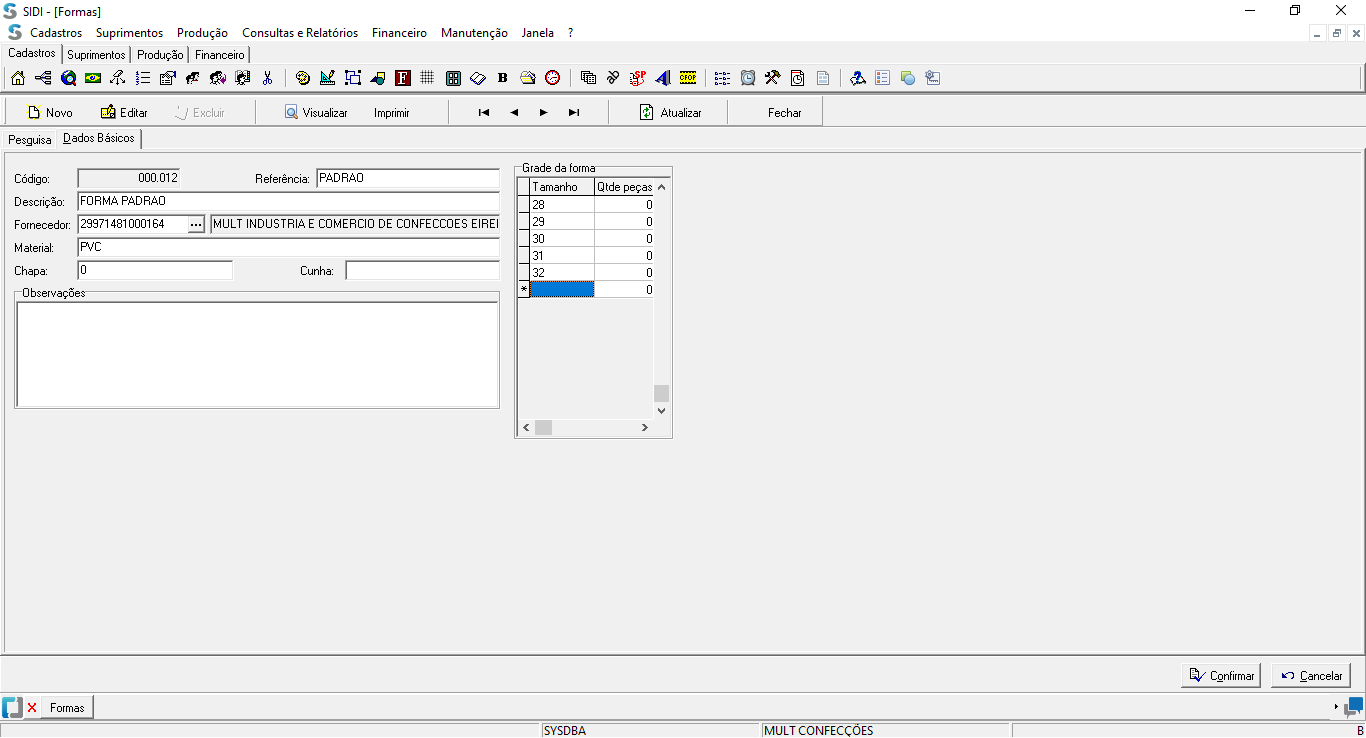 SIDI - [Formas]
Cadastros Suprimentos Produção Consultas e Relatórios Financeiro Manutenção Janela ?
Cadastros Suprimentos Produção Financeiro
F B SP CFOP
Novo Editar Excluir Visualizar Imprimir Atualizar Fechar
Pesquisa Dados Básicos
Código: 000.012 Referência: PADRAO
Descrição: FORMA PADRAO
Fornecedor: 29971481000164 ... MULT INDUSTRIA E COMERCIO DE CONFECCOES EIREI
Material: PVC
Chapa: 0 Cunha:
Observações
Grade da forma
Tamanho Qtde peças
28 0
29 0
30 0
31 0
32 0
* 0
Confirmar Cancelar
Formas
SYSDBA MULT CONFECÇÕES B